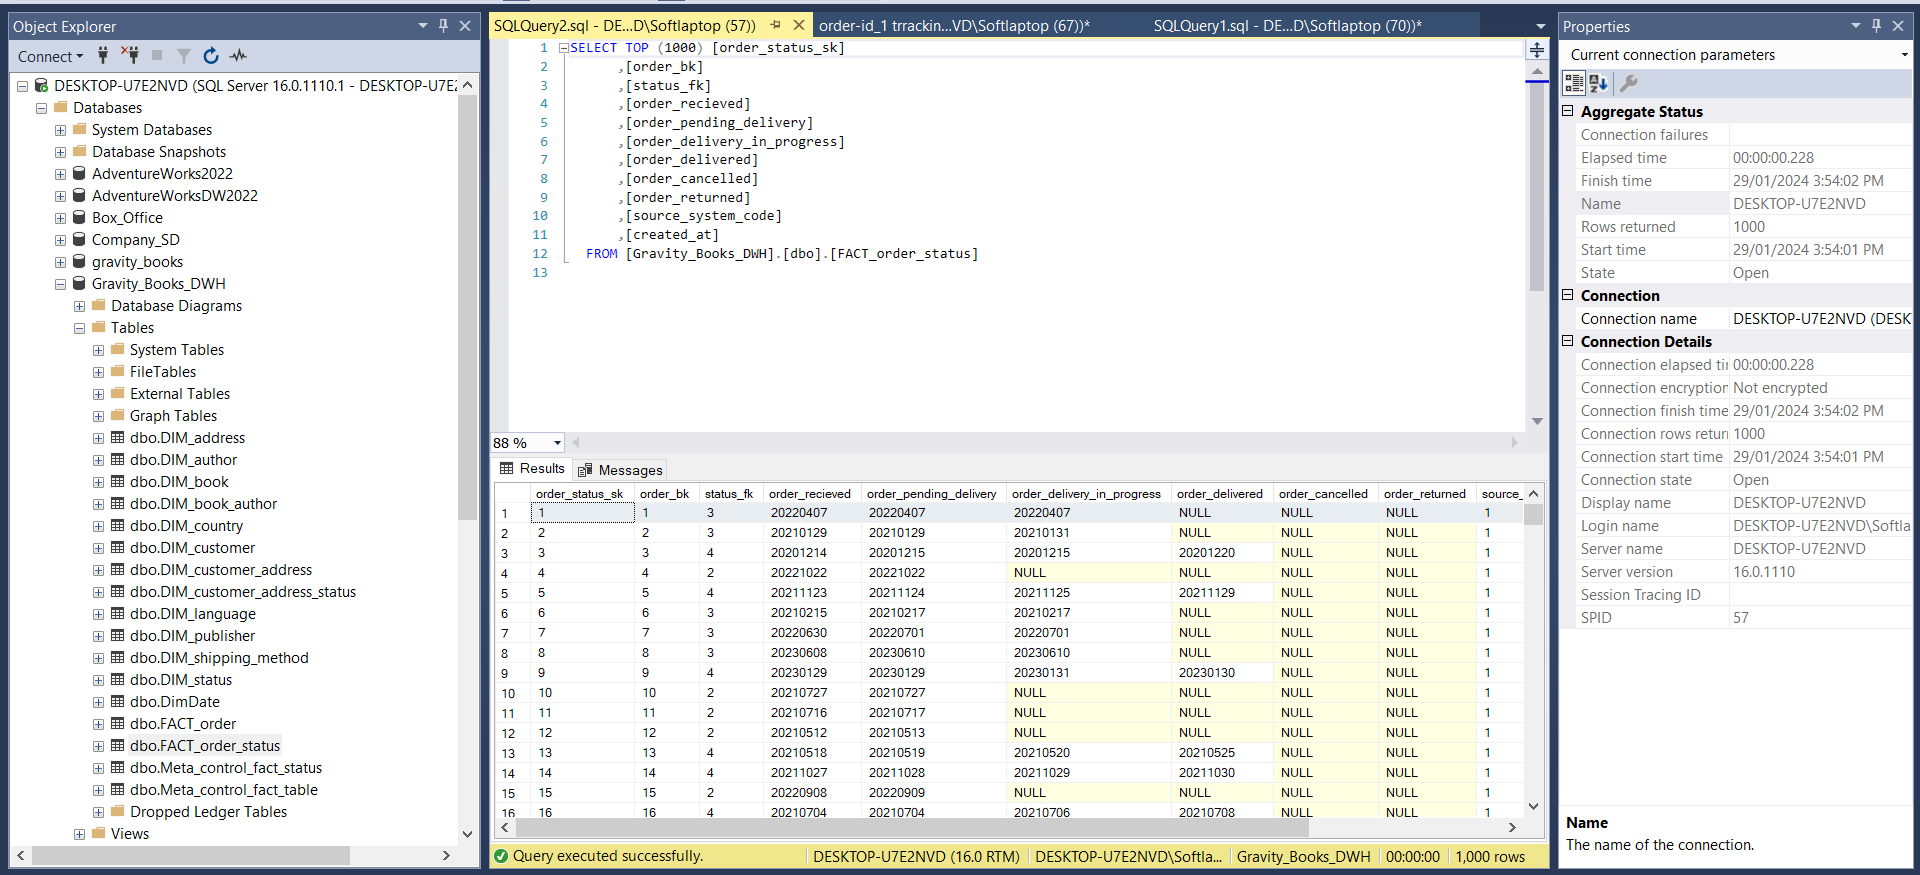 Object Explorer
Connect
DESKTOP-U7E2NVD (SQL Server 16.0.1110.1 - DESKTOP-U7E2
Databases
System Databases
Database Snapshots
AdventureWorks2022
AdventureWorksDW2022
Box_Office
Company_SD
gravity_books
Gravity_Books_DWH
Database Diagrams
Tables
System Tables
FileTables
External Tables
Graph Tables
dbo.DIM_address
dbo.DIM_author
dbo.DIM_book
dbo.DIM_book_author
dbo.DIM_country
dbo.DIM_customer
dbo.DIM_customer_address
dbo.DIM_customer_address_status
dbo.DIM_language
dbo.DIM_publisher
dbo.DIM_shipping_method
dbo.DIM_status
dbo.DimDate
dbo.FACT_order
dbo.FACT_order_status
dbo.Meta_control_fact_status
dbo.Meta_control_fact_table
Dropped Ledger Tables
Views
SQLQuery2.sql - DE...D\Softlaptop (57)) order-id_1 trrackin...VD\Softlaptop (67))* SQLQuery1.sql - DE...D\Softlaptop (70))*
1 SELECT TOP (1000) [order_status_sk]
2 ,[order_bk]
3 ,[status_fk]
4 ,[order_recieved]
5 ,[order_pending_delivery]
6 ,[order_delivery_in_progress]
7 ,[order_delivered]
8 ,[order_cancelled]
9 ,[order_returned]
10 ,[source_system_code]
11 ,[created_at]
12 FROM [Gravity_Books_DWH].[dbo].[FACT_order_status]
13
88 %
Results Messages
order_status_sk order_bk status_fk order_recieved order_pending_delivery order_delivery_in_progress order_delivered order_cancelled order_returned source_
1 1 1 3 20220407 20220407 20220407 NULL NULL NULL 1
2 2 2 3 20210129 20210129 20210131 NULL NULL NULL 1
3 3 3 4 20201214 20201215 20201215 20201220 NULL NULL 1
4 4 4 2 20221022 20221022 NULL NULL NULL NULL 1
5 5 5 4 20211123 20211124 20211125 20211129 NULL NULL 1
6 6 6 3 20210215 20210217 20210217 NULL NULL NULL 1
7 7 7 3 20220630 20220701 20220701 NULL NULL NULL 1
8 8 8 3 20230608 20230610 20230610 NULL NULL NULL 1
9 9 9 4 20230129 20230129 20230131 20230130 NULL NULL 1
10 10 10 2 20210727 20210727 NULL NULL NULL NULL 1
11 11 11 2 20210716 20210717 NULL NULL NULL NULL 1
12 12 12 2 20210512 20210513 NULL NULL NULL NULL 1
13 13 13 4 20210518 20210519 20210520 20210525 NULL NULL 1
14 14 14 4 20211027 20211028 20211029 20211030 NULL NULL 1
15 15 15 2 20220908 20220909 NULL NULL NULL NULL 1
16 16 16 4 20210704 20210704 20210706 20210708 NULL NULL 1
Query executed successfully. DESKTOP-U7E2NVD (16.0 RTM) DESKTOP-U7E2NVD\Softla... Gravity_Books_DWH 00:00:00 1,000 rows
Properties
Current connection parameters
Aggregate Status
Connection failures
Elapsed time 00:00:00.228
Finish time 29/01/2024 3:54:02 PM
Name DESKTOP-U7E2NVD
Rows returned 1000
Start time 29/01/2024 3:54:01 PM
State Open
Connection
Connection name DESKTOP-U7E2NVD (DESK
Connection Details
Connection elapsed ti 00:00:00.228
Connection encryption Not encrypted
Connection finish time 29/01/2024 3:54:02 PM
Connection rows retur 1000
Connection start time 29/01/2024 3:54:01 PM
Connection state Open
Display name DESKTOP-U7E2NVD
Login name DESKTOP-U7E2NVD\Softla
Server name DESKTOP-U7E2NVD
Server version 16.0.1110
Session Tracing ID
SPID 57
Name
The name of the connection.